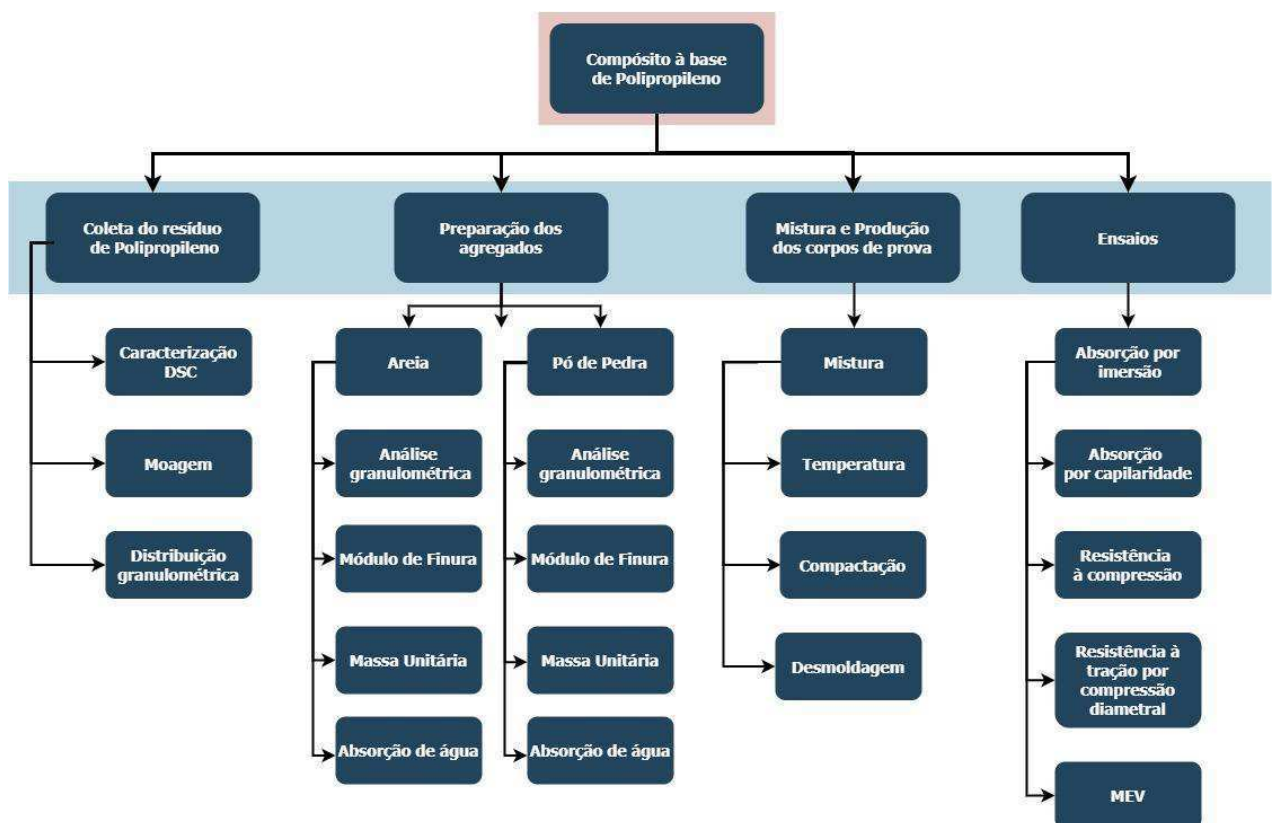 Compósito à base
de Polipropileno
Coleta do resíduo
de Polipropileno
Preparação dos
agregados
Mistura e Produção
dos corpos de prova
Ensaios
Caracterização
DSC
Moagem
Distribuição
granulométrica
Areia
Análise
granulométrica
Módulo de Finura
Massa Unitária
Absorção de água
Pó de Pedra
Análise
granulométrica
Módulo de Finura
Massa Unitária
Absorção de água
Mistura
Temperatura
Compactação
Desmoldagem
Absorção por
imersão
Absorção
por capilaridade
Resistência
à compressão
Resistência à
tração por
compressão
diametral
MEV